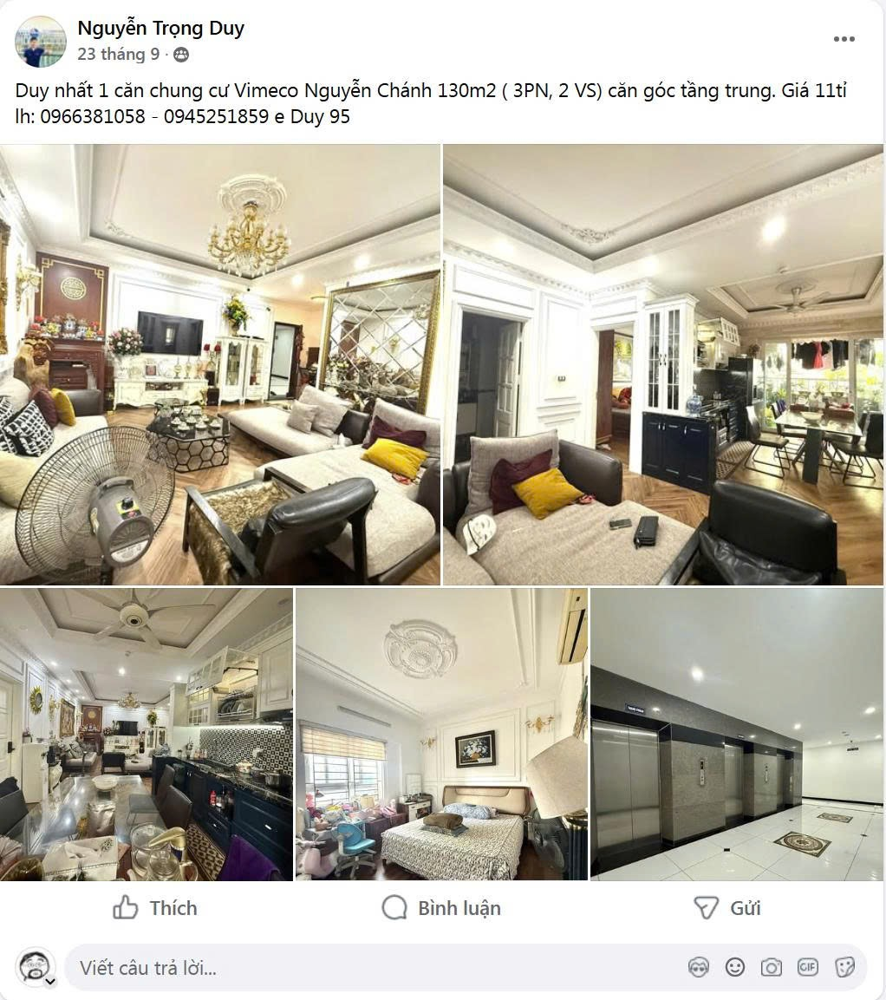 Nguyễn Trọng Duy
23 tháng 9 ·
Duy nhất 1 căn chung cư Vimeco Nguyễn Chánh 130m2 ( 3PN, 2 VS) căn góc tầng trung. Giá 11tỉ
lh: 0966381058 - 0945251859 e Duy 95
Thích
Bình luận
Gửi
Viết câu trả lời...
GIF